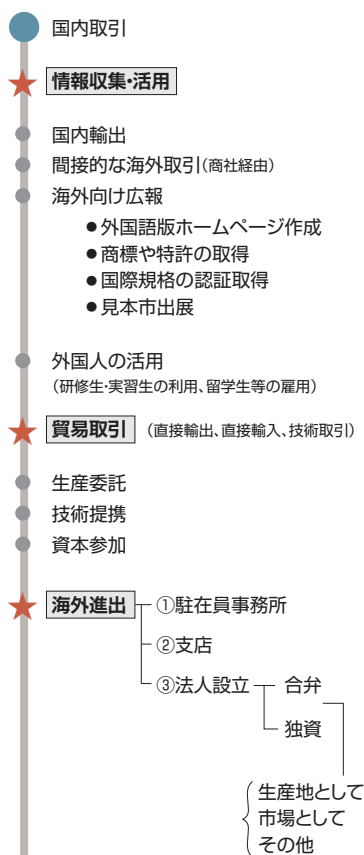 国内取引
情報収集・活用
国内輸出
間接的な海外取引(商社経由)
海外向け広報
●外国語版ホームページ作成
●商標や特許の取得
●国際規格の認証取得
●見本市出展
外国人の活用
(研修生・実習生の利用、留学生等の雇用)
貿易取引 (直接輸出、直接輸入、技術取引)
生産委託
技術提携
資本参加
海外進出 ①駐在員事務所
②支店
③法人設立 合弁
独資
生産地として
市場として
その他